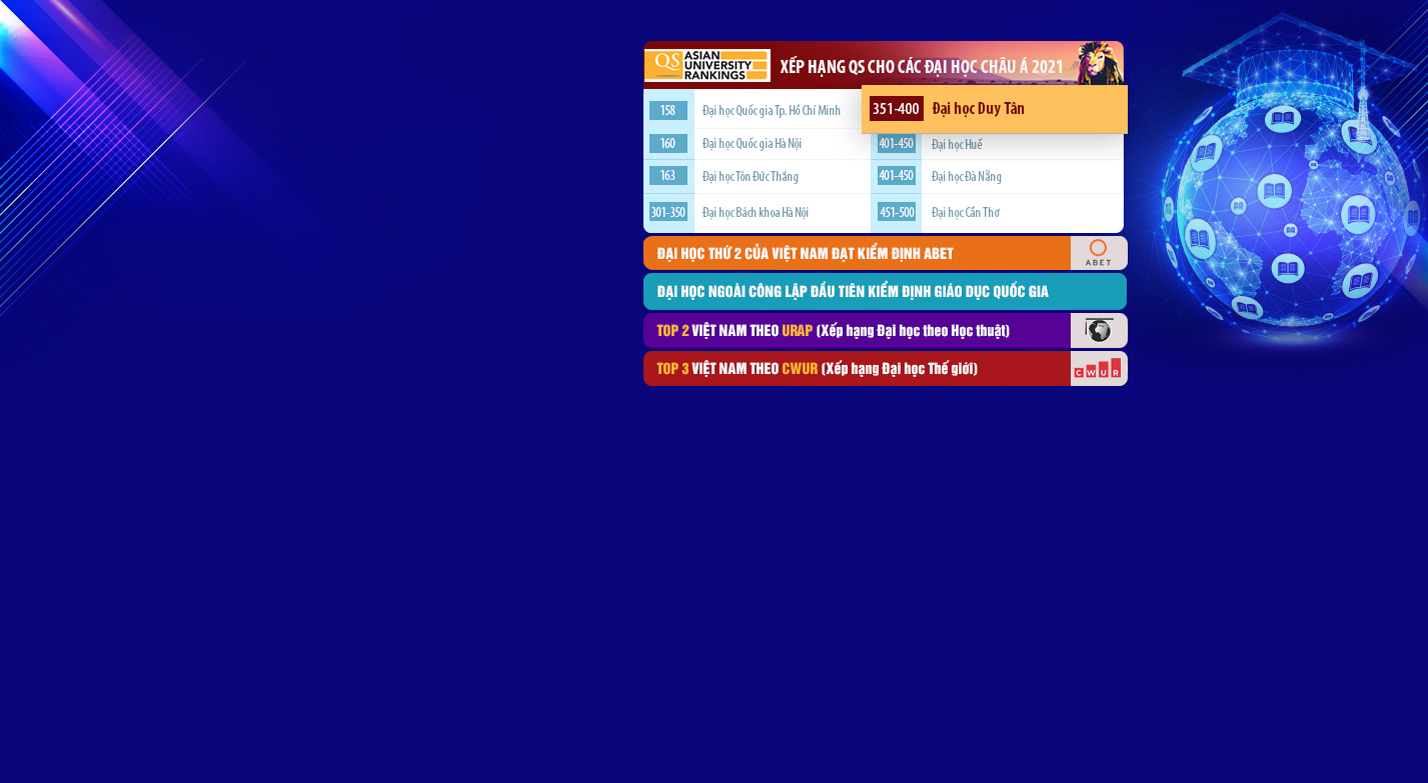 QS ASIAN
UNIVERSITY
RANKINGS
XẾP HẠNG QS CHO CÁC ĐẠI HỌC CHÂU Á 2021
158 Đại học Quốc gia Tp. Hồ Chí Minh
160 Đại học Quốc gia Hà Nội
163 Đại học Tôn Đức Thắng
301-350 Đại học Bách khoa Hà Nội
351-400 Đại học Duy Tân
401-450 Đại học Huế
401-450 Đại học Đà Nẵng
451-500 Đại học Cần Thơ
ĐẠI HỌC THỨ 2 CỦA VIỆT NAM ĐẠT KIỂM ĐỊNH ABET
ABET
ĐẠI HỌC NGOÀI CÔNG LẬP ĐẦU TIÊN KIỂM ĐỊNH GIÁO DỤC QUỐC GIA
TOP 2 VIỆT NAM THEO URAP (Xếp hạng Đại học theo Học thuật)
TOP 3 VIỆT NAM THEO CWUR (Xếp hạng Đại học Thế giới)
CWUR